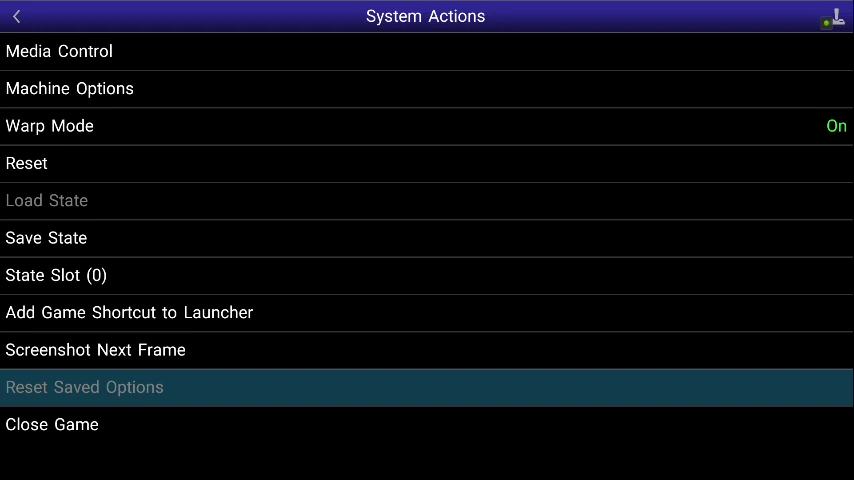 System Actions
Media Control
Machine Options
Warp Mode On
Reset
Load State
Save State
State Slot (0)
Add Game Shortcut to Launcher
Screenshot Next Frame
Reset Saved Options
Close Game